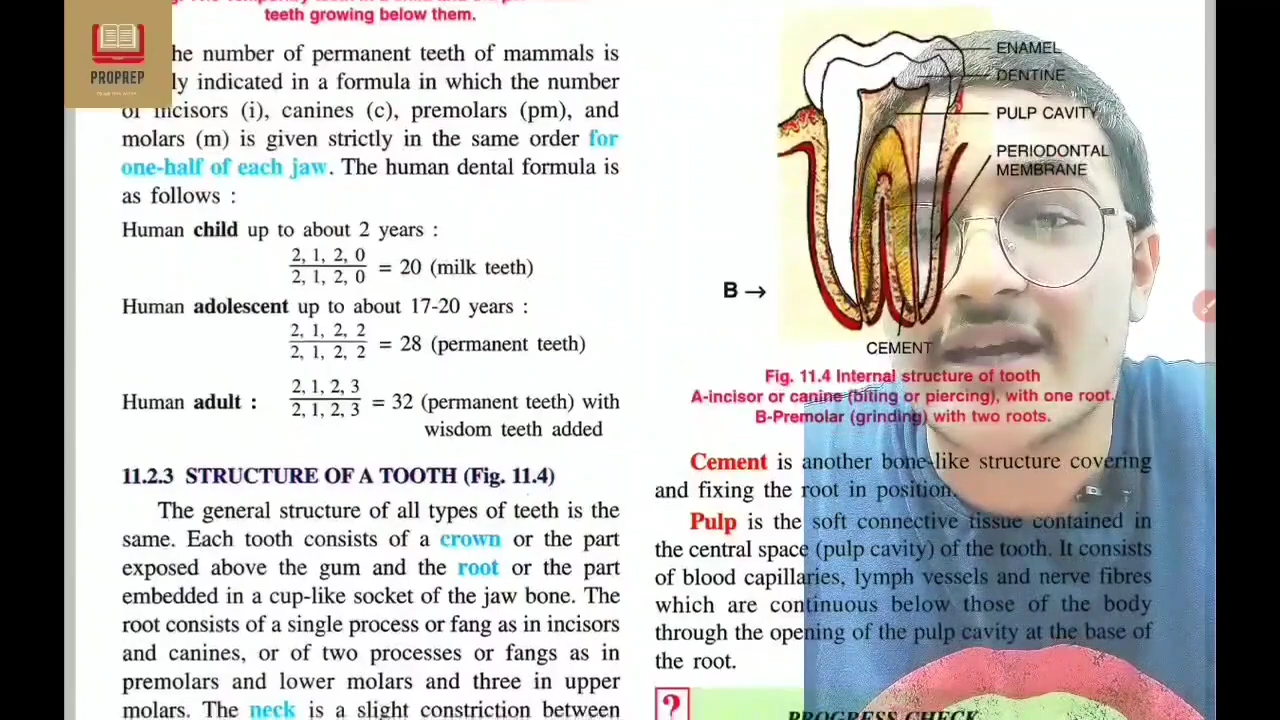 PROPREP
teeth growing below them.
he number of permanent teeth of mammals is
ly indicated in a formula in which the number
of incisors (i), canines (c), premolars (pm), and
molars (m) is given strictly in the same order for
one-half of each jaw. The human dental formula is
as follows :
Human child up to about 2 years :
2, 1, 2, 0
2, 1, 2, 0
= 20 (milk teeth)
Human adolescent up to about 17-20 years :
2, 1, 2, 2
2, 1, 2, 2
= 28 (permanent teeth)
Human adult :
2, 1, 2, 3
2, 1, 2, 3
= 32 (permanent teeth) with
wisdom teeth added
11.2.3 STRUCTURE OF A TOOTH (Fig. 11.4)
The general structure of all types of teeth is the
same. Each tooth consists of a crown or the part
exposed above the gum and the root or the part
embedded in a cup-like socket of the jaw bone. The
root consists of a single process or fang as in incisors
and canines, or of two processes or fangs as in
premolars and lower molars and three in upper
molars. The neck is a slight constriction between
ENAMEL
DENTINE
PULP CAVITY
PERIODONTAL
MEMBRANE
B →
CEMENT
Fig. 11.4 Internal structure of tooth
A-incisor or canine (biting or piercing), with one root.
B-Premolar (grinding) with two roots.
Cement is another bone-like structure covering
and fixing the root in position.
Pulp is the soft connective tissue contained in
the central space (pulp cavity) of the tooth. It consists
of blood capillaries, lymph vessels and nerve fibres
which are continuous below those of the body
through the opening of the pulp cavity at the base of
the root.
?
PROGRESS CHECK